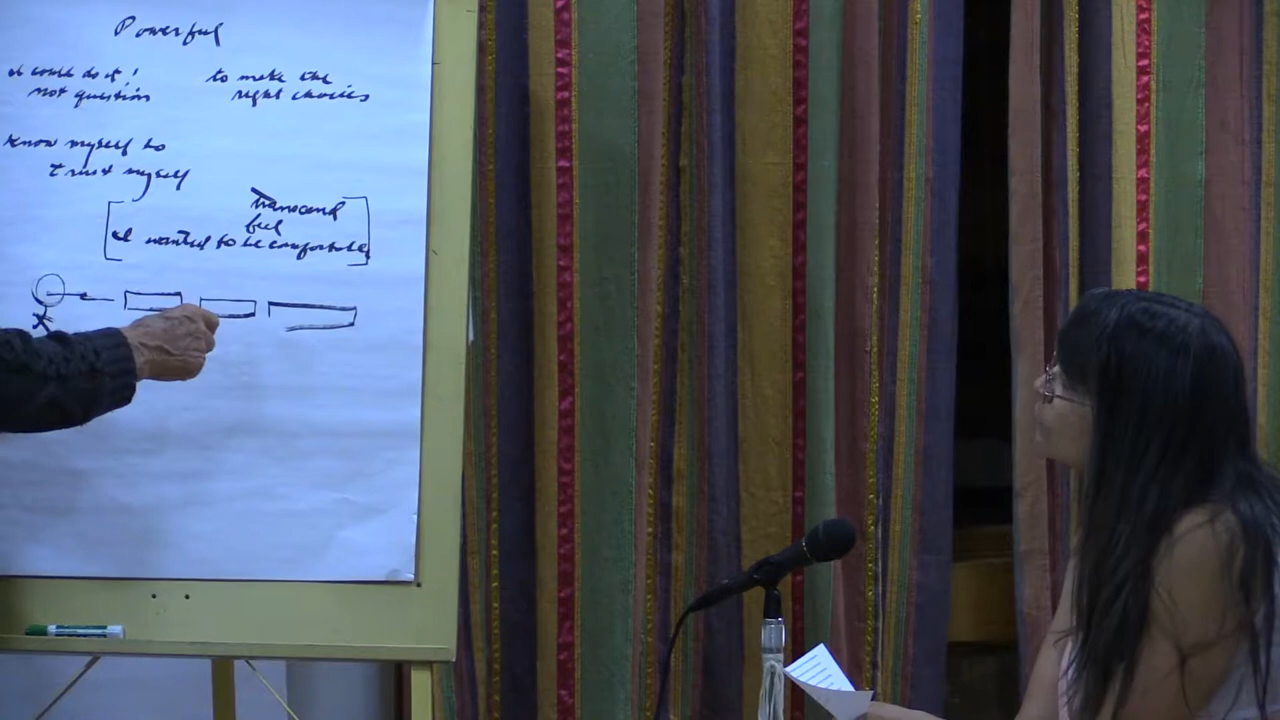 Powerful
I could do it!
not question
to make the
right choices
Know myself to
trust myself
Transcend
feel
I wanted to be comfortable